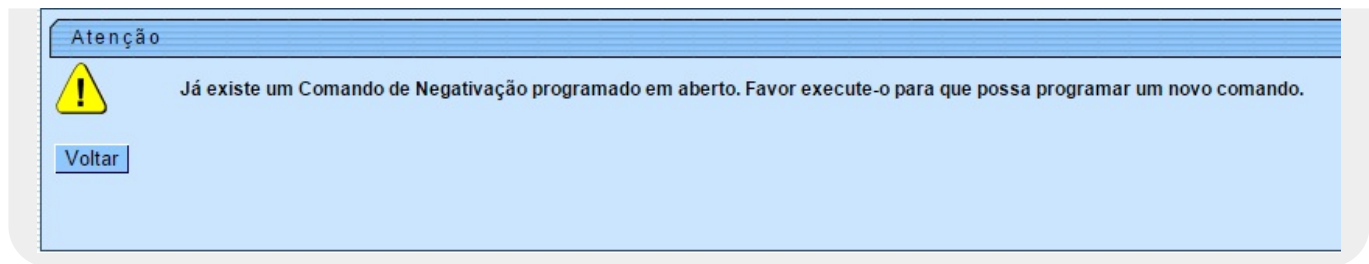 Atenção
Já existe um Comando de Negativação programado em aberto. Favor execute-o para que possa programar um novo comando.
Voltar